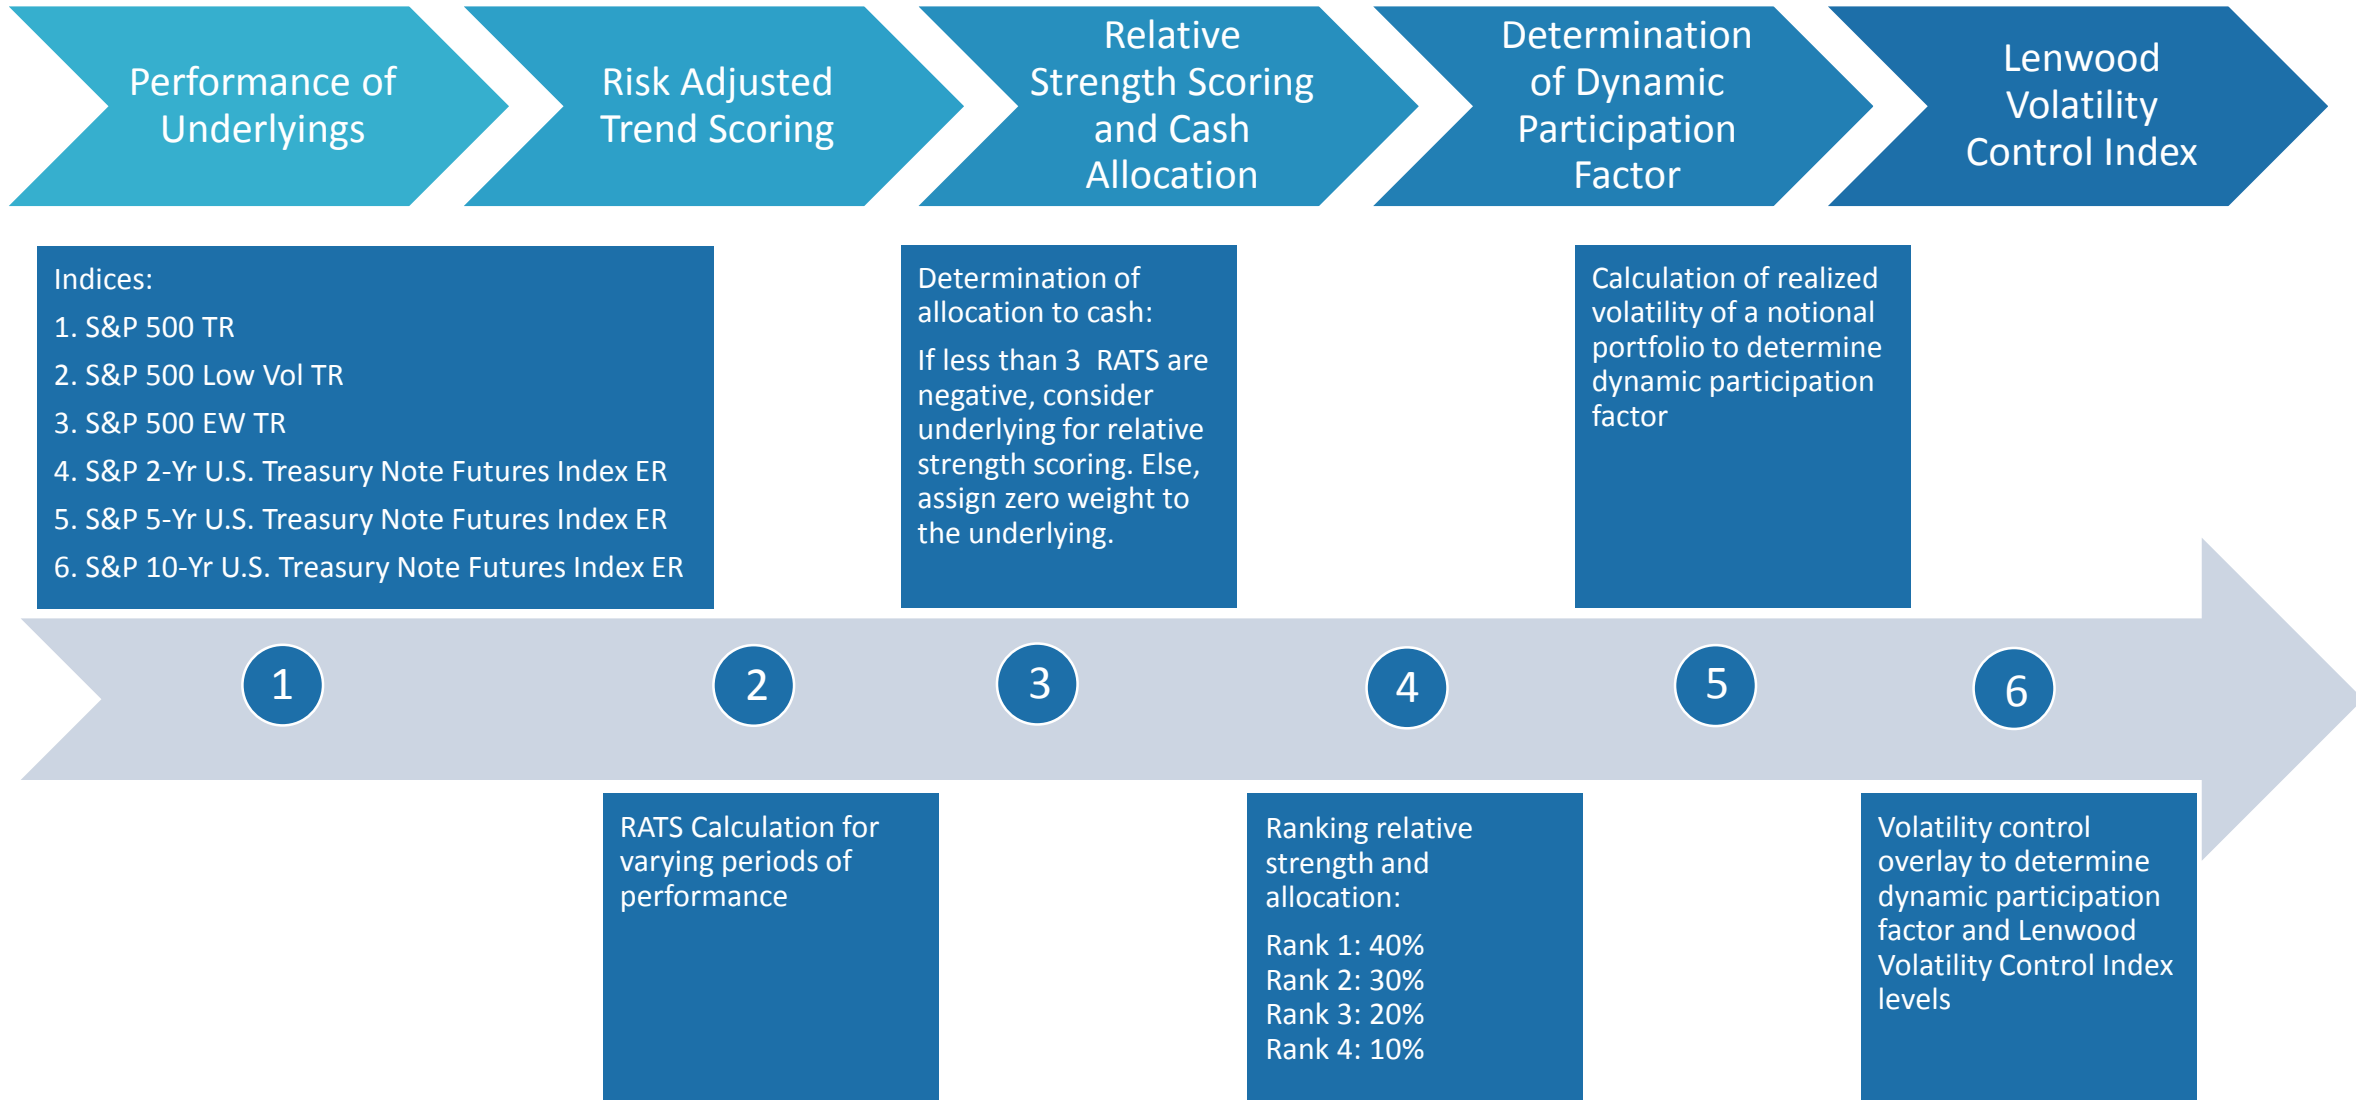 Performance of
Underlyings
Risk Adjusted
Trend Scoring
Relative
Strength Scoring
and Cash
Allocation
Determination
of Dynamic
Participation
Factor
Lenwood
Volatility
Control Index
Indices:
1. S&P 500 TR
2. S&P 500 Low Vol TR
3. S&P 500 EW TR
4. S&P 2-Yr U.S. Treasury Note Futures Index ER
5. S&P 5-Yr U.S. Treasury Note Futures Index ER
6. S&P 10-Yr U.S. Treasury Note Futures Index ER
Determination of
allocation to cash:
If less than 3 RATS are
negative, consider
underlying for relative
strength scoring. Else,
assign zero weight to
the underlying.
Calculation of realized
volatility of a notional
portfolio to determine
dynamic participation
factor
1
2
3
4
5
6
RATS Calculation for
varying periods of
performance
Ranking relative
strength and
allocation:
Rank 1: 40%
Rank 2: 30%
Rank 3: 20%
Rank 4: 10%
Volatility control
overlay to determine
dynamic participation
factor and Lenwood
Volatility Control Index
levels